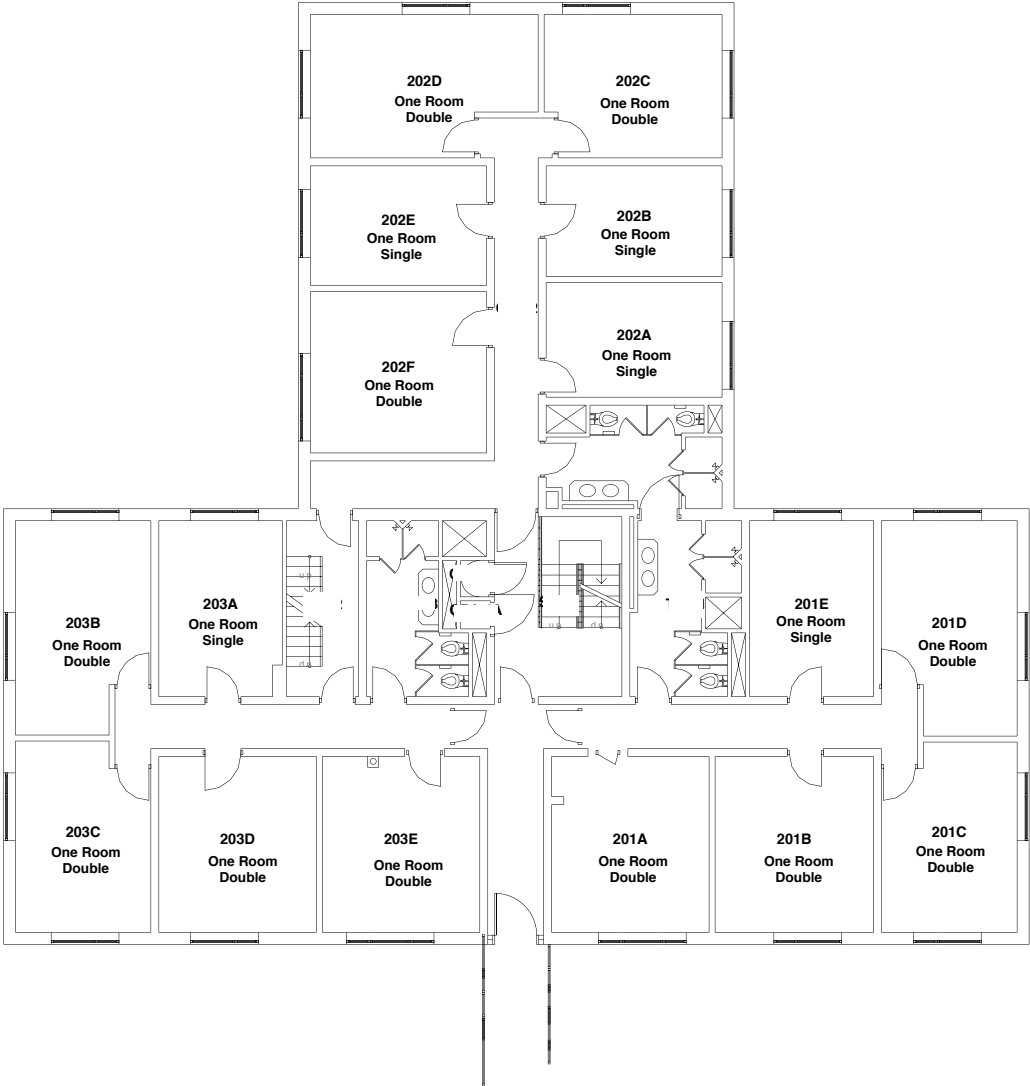 202D
One Room
Double
202C
One Room
Double
202E
One Room
Single
202B
One Room
Single
202F
One Room
Double
202A
One Room
Single
203B
One Room
Double
203A
One Room
Single
201E
One Room
Single
201D
One Room
Double
203C
One Room
Double
203D
One Room
Double
203E
One Room
Double
201A
One Room
Double
201B
One Room
Double
201C
One Room
Double